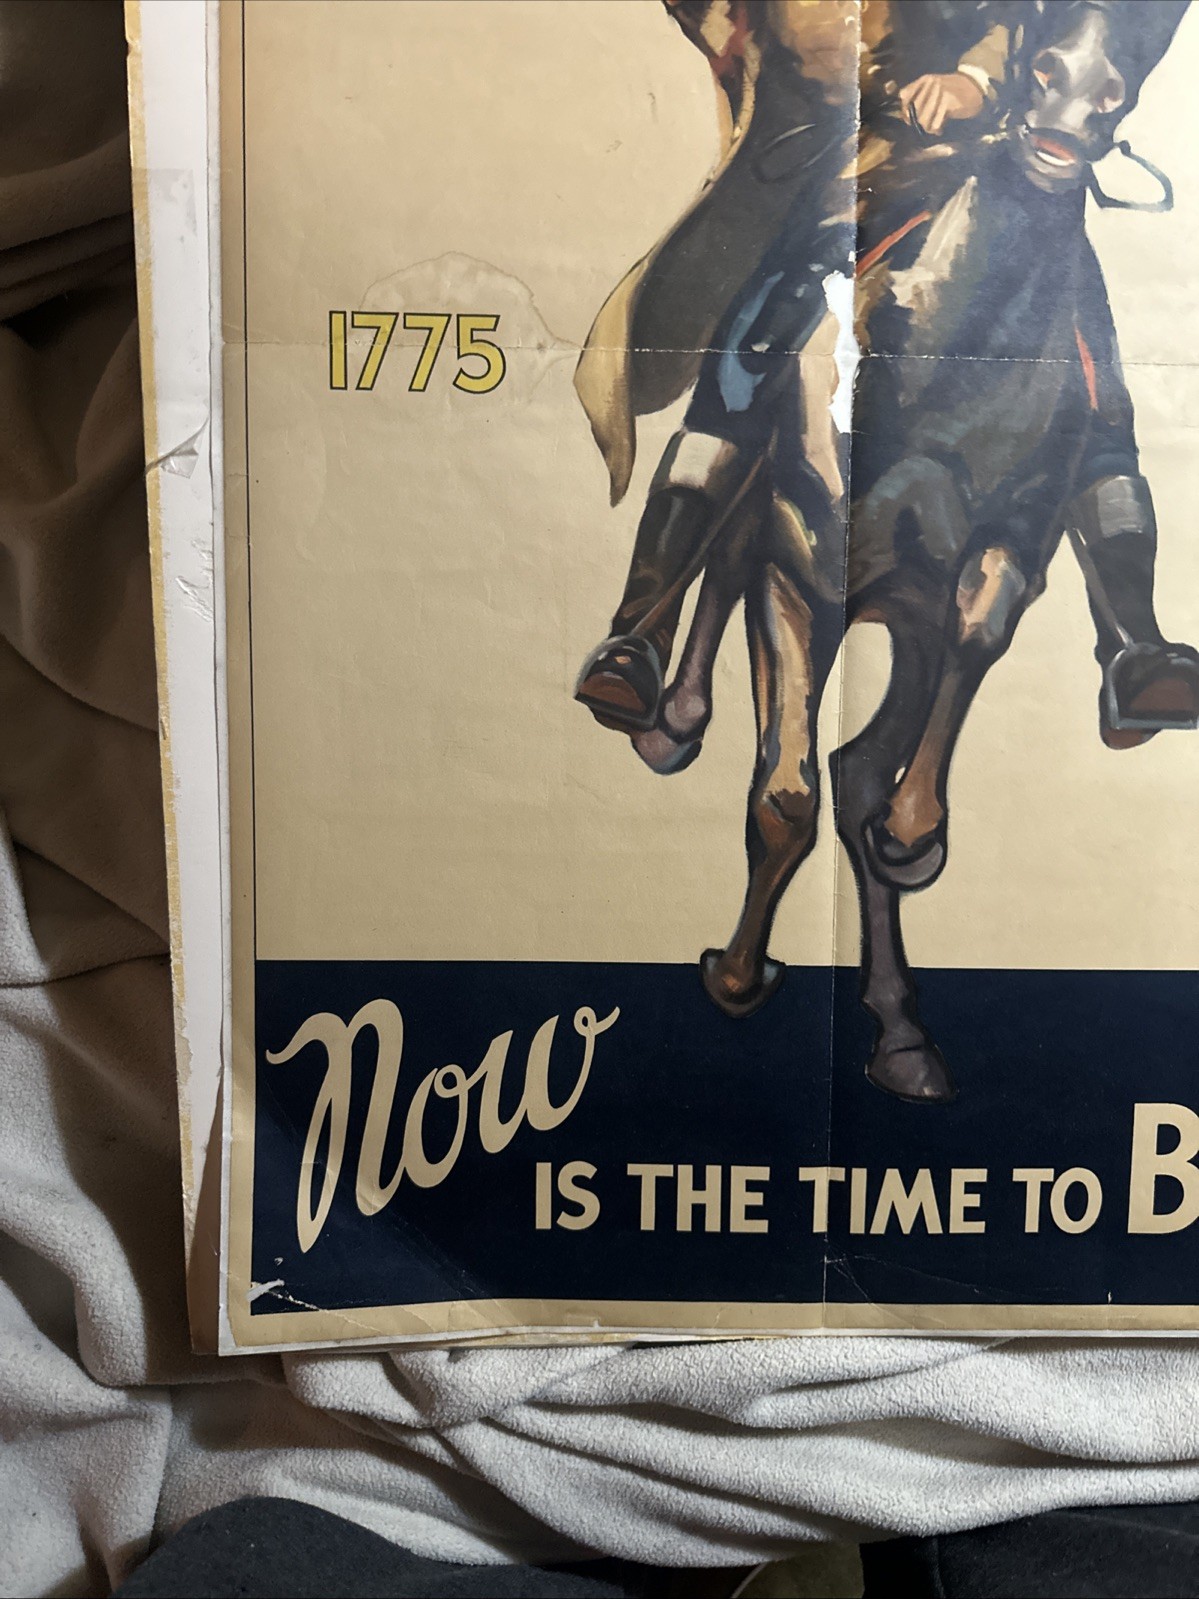 1775
Now
IS THE TIME TO B